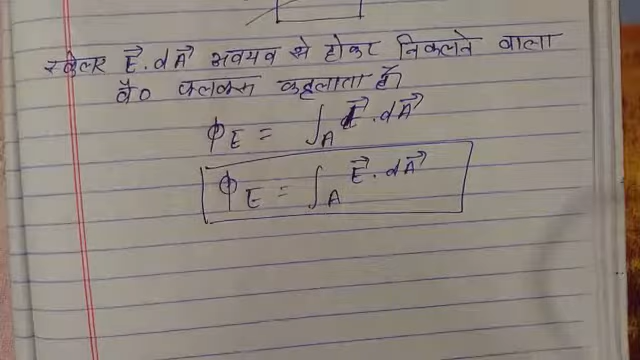 स्केलर E⃗.dA⃗ अवयव से होकर निकलने वाला
वै० फ्लक्स कहलाता है।
ϕE = ∫A E⃗.dA⃗
ϕE = ∫A E⃗.dA⃗